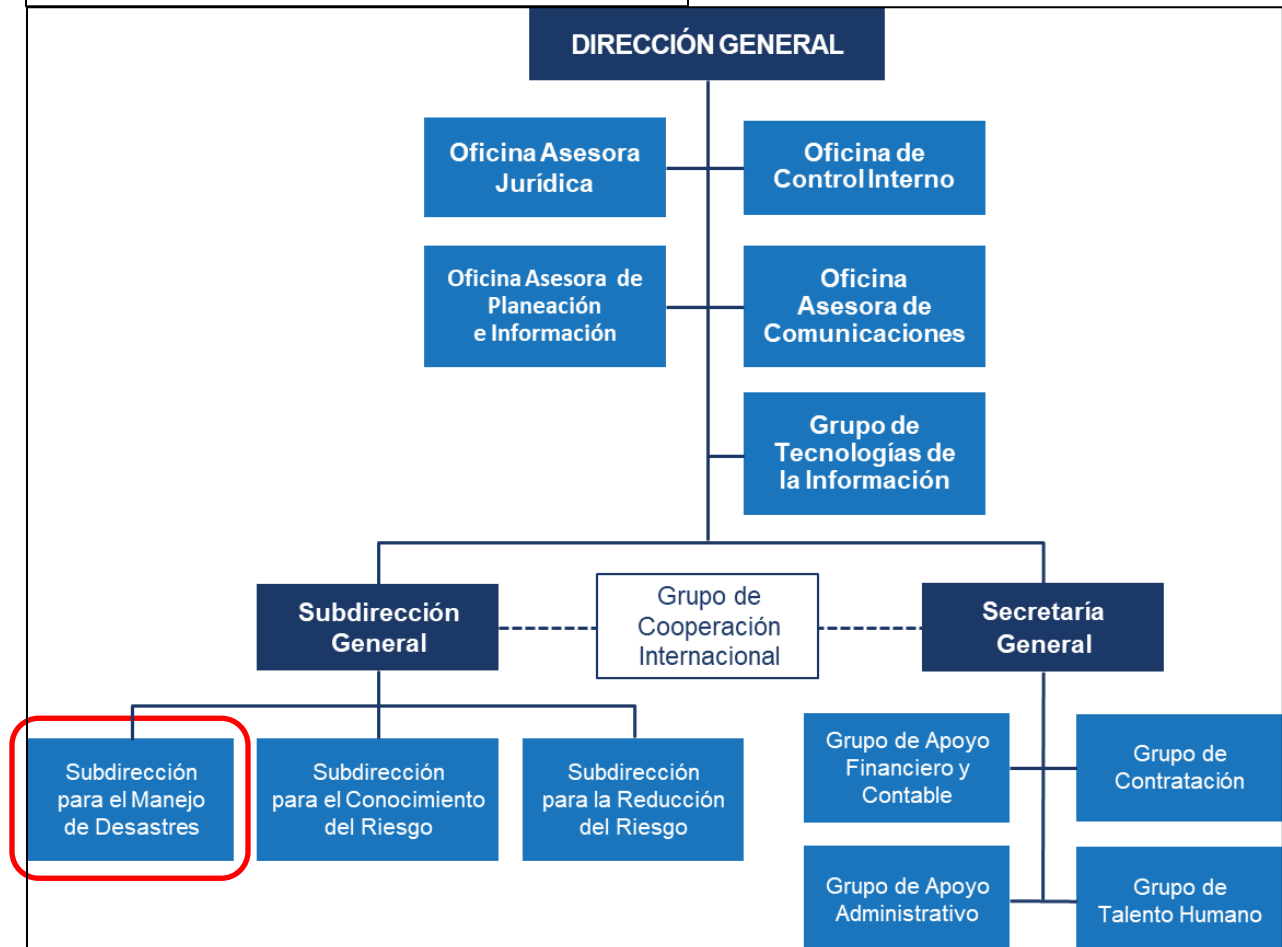 DIRECCIÓN GENERAL
Oficina Asesora
Jurídica
Oficina de
Control Interno
Oficina Asesora de
Planeación
e Información
Oficina
Asesora de
Comunicaciones
Grupo de
Tecnologías de
la Información
Subdirección
General
Grupo de
Cooperación
Internacional
Secretaría
General
Subdirección
para el Manejo
de Desastres
Subdirección
para el Conocimiento
del Riesgo
Subdirección
para la Reducción
del Riesgo
Grupo de Apoyo
Financiero y
Contable
Grupo de
Contratación
Grupo de Apoyo
Administrativo
Grupo de
Talento Humano